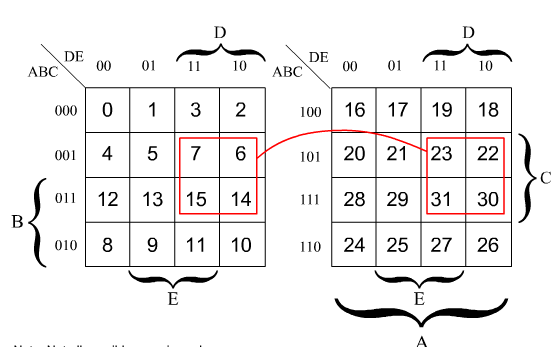 D D
DE 00 01 11 10 DE 00 01 11 10
ABC ABC
000 0 1 3 2 100 16 17 19 18
001 4 5 7 6 101 20 21 23 22
C
011 12 13 15 14 111 28 29 31 30
B
010 8 9 11 10 110 24 25 27 26
E E
A